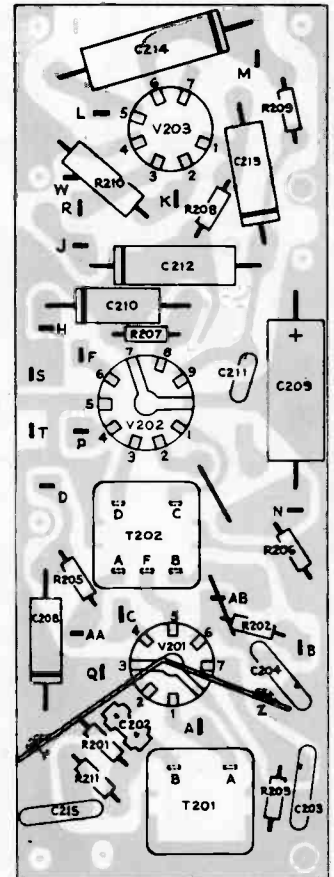 C214
M
6 7
L
5
V203
R209
4 1
3 2
C213
R210
W
R
K
R208
J
C212
C210
H
R207
F
7 8
S
6 9
C211
C209
+
5
T
P
4 1
V202
3 2
D
D C
T202
N
A F B
R206
R205
AB
C208
C
5
4 6
V201
R202
AA
B
3 7
Q
C204
2 1
Z
C202
A
R201
R211
B A
T201
C215
C203